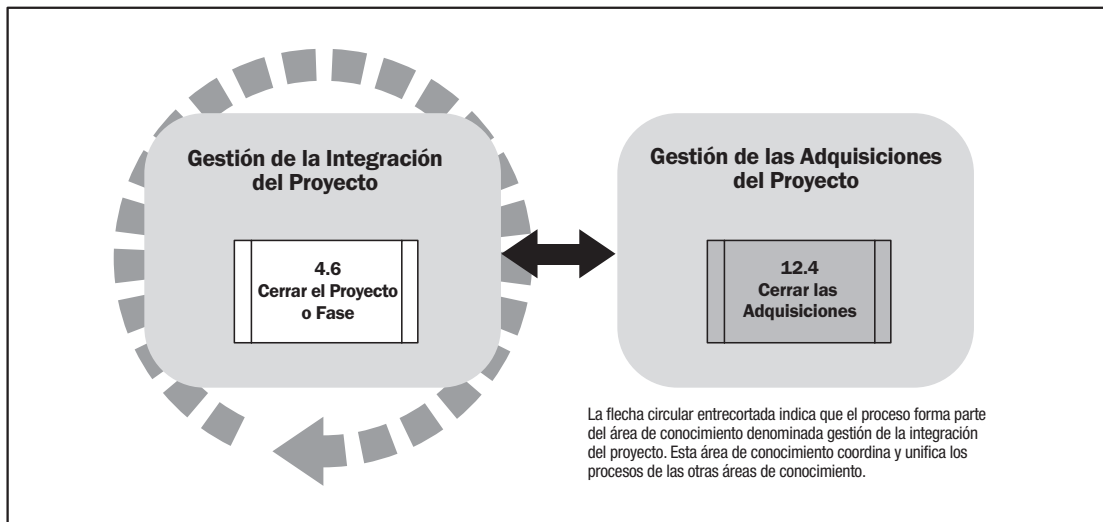 Gestión de la Integración
del Proyecto
4.6
Cerrar el Proyecto
o Fase
Gestión de las Adquisiciones
del Proyecto
12.4
Cerrar las
Adquisiciones
La flecha circular entrecortada indica que el proceso forma parte
del área de conocimiento denominada gestión de la integración
del proyecto. Esta área de conocimiento coordina y unifica los
procesos de las otras áreas de conocimiento.